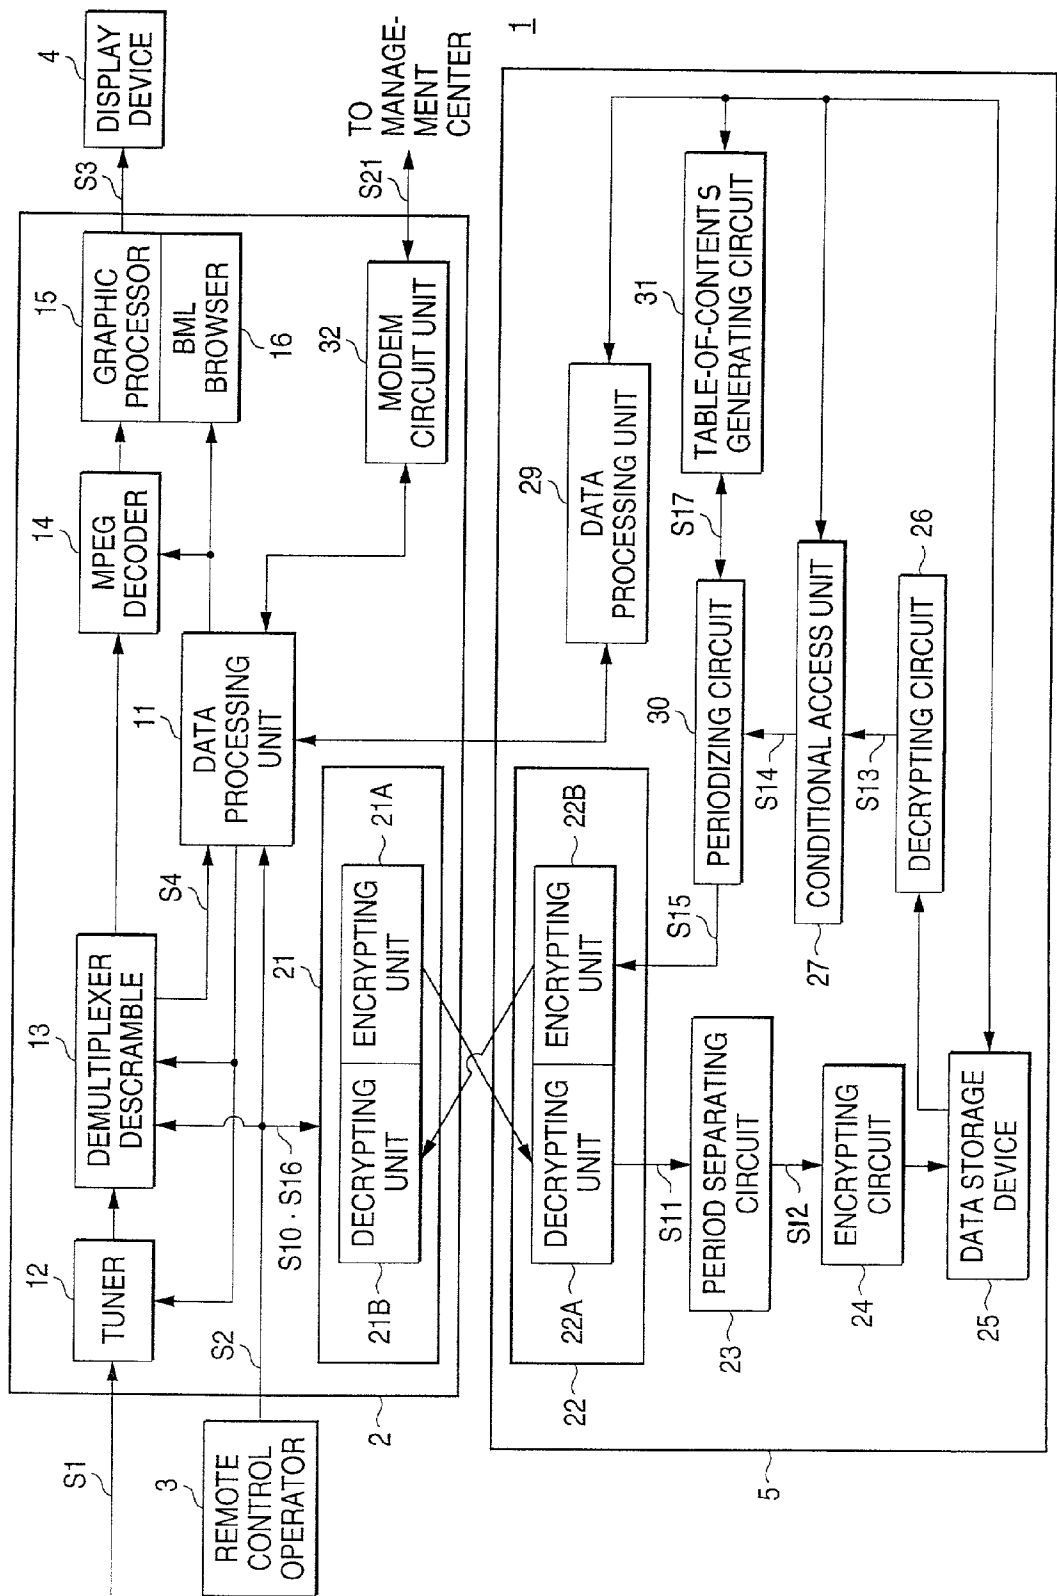 1
S1
3
REMOTE
CONTROL
OPERATOR
S2
2
12
TUNER
13
DEMULTIPLEXER
DESCRAMBLE
S4
14
MPEG
DECODER
15
GRAPHIC
PROCESSOR
BML
BROWSER
16
S3
4
DISPLAY
DEVICE
11
DATA
PROCESSING
UNIT
32
MODEM
CIRCUIT UNIT
S21
TO
MANAGE-
MENT
CENTER
S10 · S16
21
21B
DECRYPTING
UNIT
ENCRYPTING
UNIT
21A
5
22
22A
DECRYPTING
UNIT
ENCRYPTING
UNIT
22B
S11
23
PERIOD SEPARATING
CIRCUIT
S12
24
ENCRYPTING
CIRCUIT
25
DATA STORAGE
DEVICE
S15
30
PERIODIZING CIRCUIT
S14
27
CONDITIONAL ACCESS UNIT
S13
DECRYPTING CIRCUIT
26
29
DATA
PROCESSING UNIT
S17
31
TABLE-OF-CONTENTS
GENERATING CIRCUIT